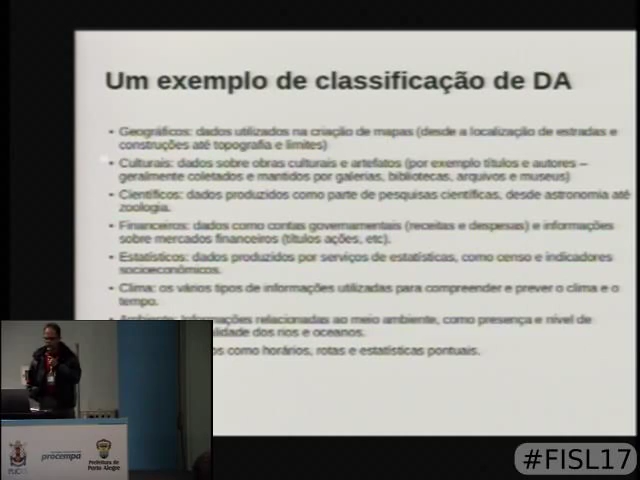 Um exemplo de classificação de DA
• Geográficos: dados utilizados na criação de mapas (desde a localização de estradas e
construções até topografia e limites)
• Culturais: dados sobre obras culturais e artefatos (por exemplo títulos e autores –
geralmente coletados e mantidos por galerias, bibliotecas, arquivos e museus)
• Científicos: dados produzidos como parte de pesquisas científicas, desde astronomia até
zoologia.
• Financeiros: dados como contas governamentais (receitas e despesas) e informações
sobre mercados financeiros (títulos ações, etc).
• Estatísticos: dados produzidos por serviços de estatísticas, como censo e indicadores
socioeconômicos.
• Clima: os vários tipos de informações utilizadas para compreender e prever o clima e o
tempo.
Ambiente: Informações relacionadas ao meio ambiente, como presença e nível de
dos rios e oceanos.
como horários, rotas e estatísticas pontuais.
procempa
Prefeitura de
Porto Alegre
#FISL17